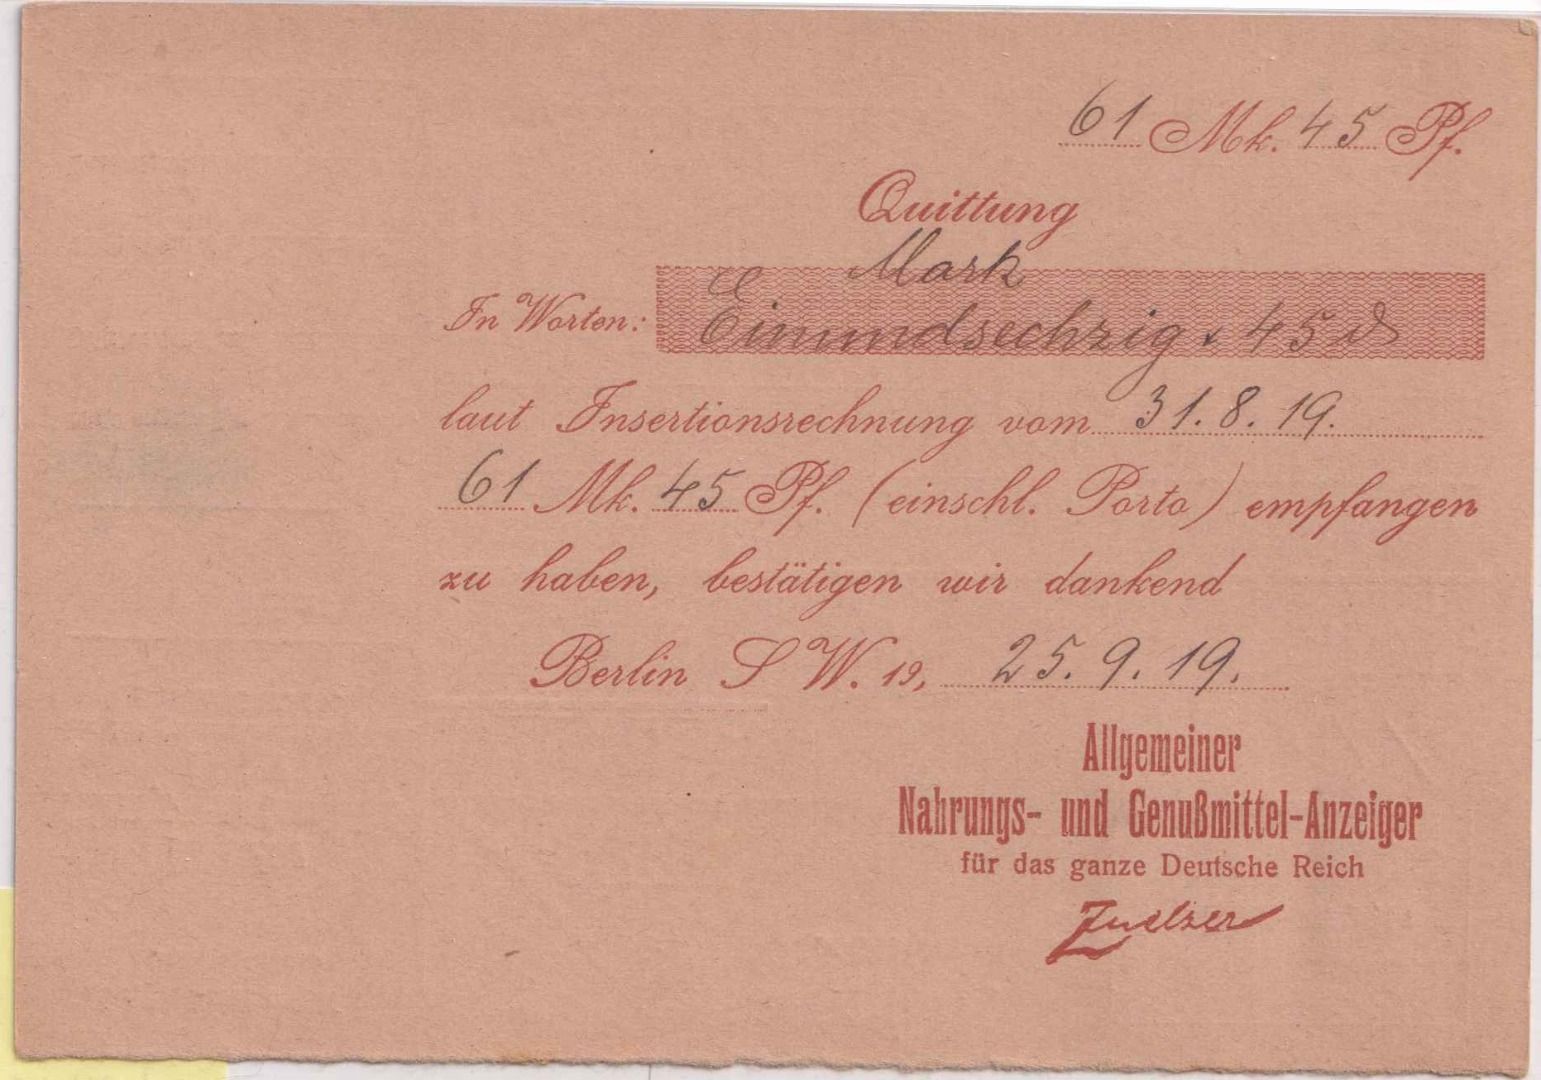 61 Mk. 45 Pf.
Quittung
Mark
In Worten: Einundsechzig 45
laut Insertionsrechnung vom 31.8.19.
61 Mk. 45 Pf. (einschl. Porto) empfangen
zu haben, bestätigen wir dankend
Berlin S W. 19, 25.9.19.
Allgemeiner
Nahrungs- und Genußmittel-Anzeiger
für das ganze Deutsche Reich